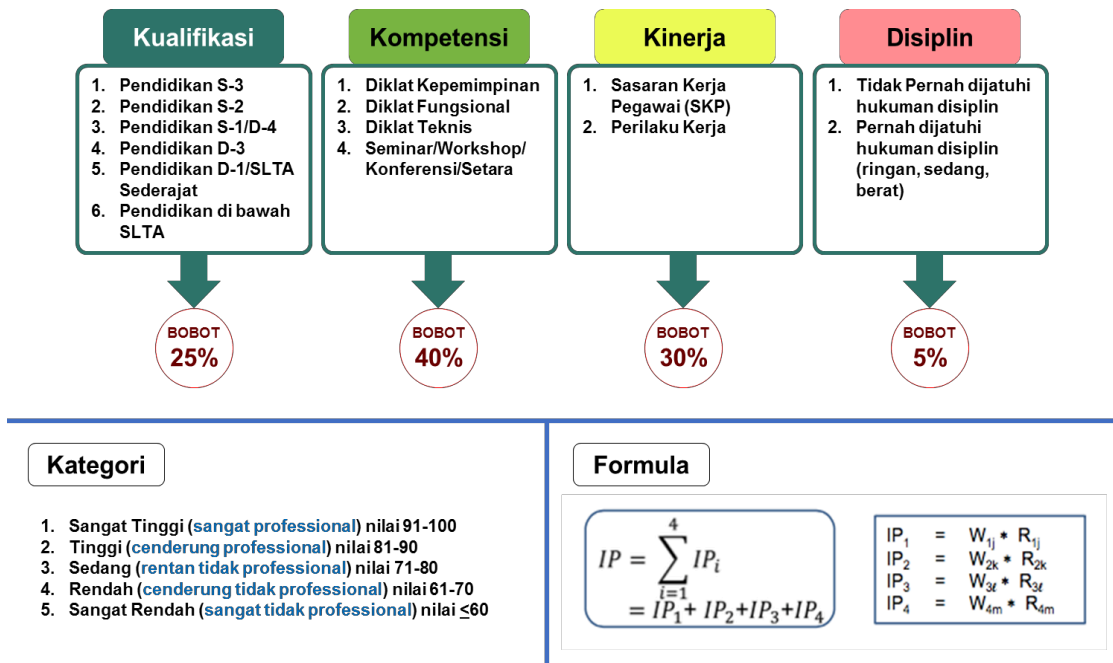 Kualifikasi
1. Pendidikan S-3
2. Pendidikan S-2
3. Pendidikan S-1/D-4
4. Pendidikan D-3
5. Pendidikan D-1/SLTA
Sederajat
6. Pendidikan di bawah
SLTA
BOBOT
25%
Kompetensi
1. Diklat Kepemimpinan
2. Diklat Fungsional
3. Diklat Teknis
4. Seminar/Workshop/
Konferensi/Setara
BOBOT
40%
Kinerja
1. Sasaran Kerja
Pegawai (SKP)
2. Perilaku Kerja
BOBOT
30%
Disiplin
1. Tidak Pernah dijatuhi
hukuman disiplin
2. Pernah dijatuhi
hukuman disiplin
(ringan, sedang,
berat)
BOBOT
5%
Kategori
1. Sangat Tinggi (sangat professional) nilai 91-100
2. Tinggi (cenderung professional) nilai 81-90
3. Sedang (rentan tidak professional) nilai 71-80
4. Rendah (cenderung tidak professional) nilai 61-70
5. Sangat Rendah (sangat tidak professional) nilai ≤60
Formula
4
IP = ∑ IPᵢ
i=1
= IP₁+ IP₂+IP₃+IP₄
IP₁ = W₁ⱼ * R₁ⱼ
IP₂ = W₂ₖ * R₂ₖ
IP₃ = W₃ℓ * R₃ℓ
IP₄ = W₄ₘ * R₄ₘ